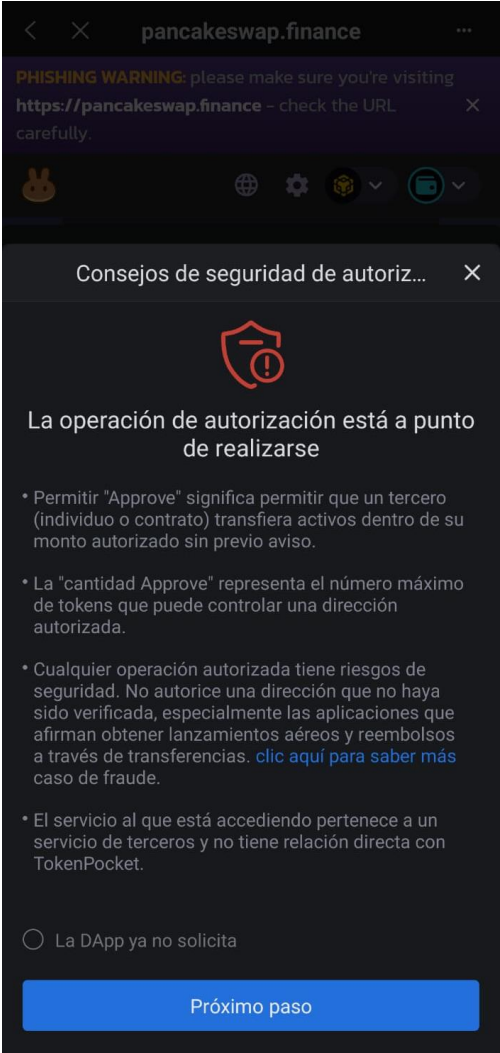 pancakeswap.finance
PHISHING WARNING: please make sure you're visiting
https://pancakeswap.finance - check the URL
carefully.
Consejos de seguridad de autoriz...
La operación de autorización está a punto
de realizarse
• Permitir "Approve" significa permitir que un tercero
(individuo o contrato) transfiera activos dentro de su
monto autorizado sin previo aviso.
• La "cantidad Approve" representa el número máximo
de tokens que puede controlar una dirección
autorizada.
• Cualquier operación autorizada tiene riesgos de
seguridad. No autorice una dirección que no haya
sido verificada, especialmente las aplicaciones que
afirman obtener lanzamientos aéreos y reembolsos
a través de transferencias. clic aquí para saber más
caso de fraude.
• El servicio al que está accediendo pertenece a un
servicio de terceros y no tiene relación directa con
TokenPocket.
La DApp ya no solicita
Próximo paso